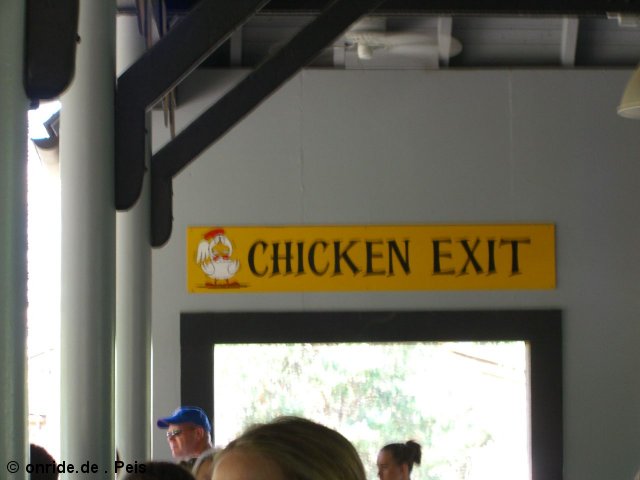 CHICKEN EXIT
© onride.de . Peis